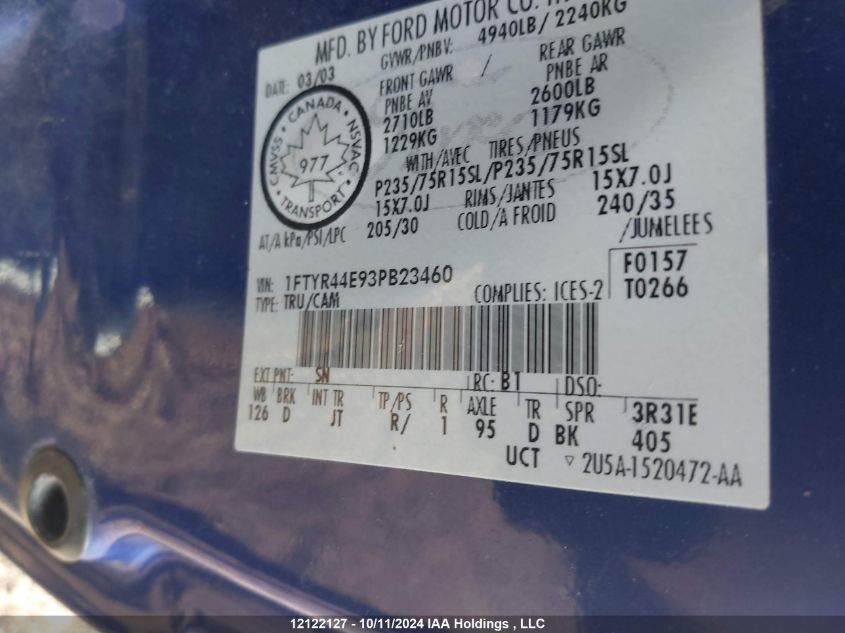 MFD. BY FORD MOTOR CO.
DATE: 03/03
GVWR/PNBV: 4940LB/ 2240KG
FRONT GAWR / REAR GAWR
PNBE AV PNBE AR
2710LB 2600LB
1229KG 1179KG
WITH/AVEC TIRES/PNEUS
P235/75R15SL/P235/75R15SL
15X7.0J RIMS/JANTES 15X7.0J
AT/A kPa/PSI/LPC 205/30 COLD/A FROID 240/35
/JUMELEES
CANADA
CMVSS • NSVAC
977
TRANSPORT
VIN: 1FTYR44E93PB23460 F0157
TYPE: TRU/CAM COMPLIES: ICES-2 T0266
EXT PNT: SN RC: BT DSO:
WB BRK INT TR TP/PS R AXLE TR SPR 3R31E
126 D JT R/ 1 95 D BK 405
UCT ▽ 2U5A-1520472-AA
12122127 - 10/11/2024 IAA Holdings , LLC